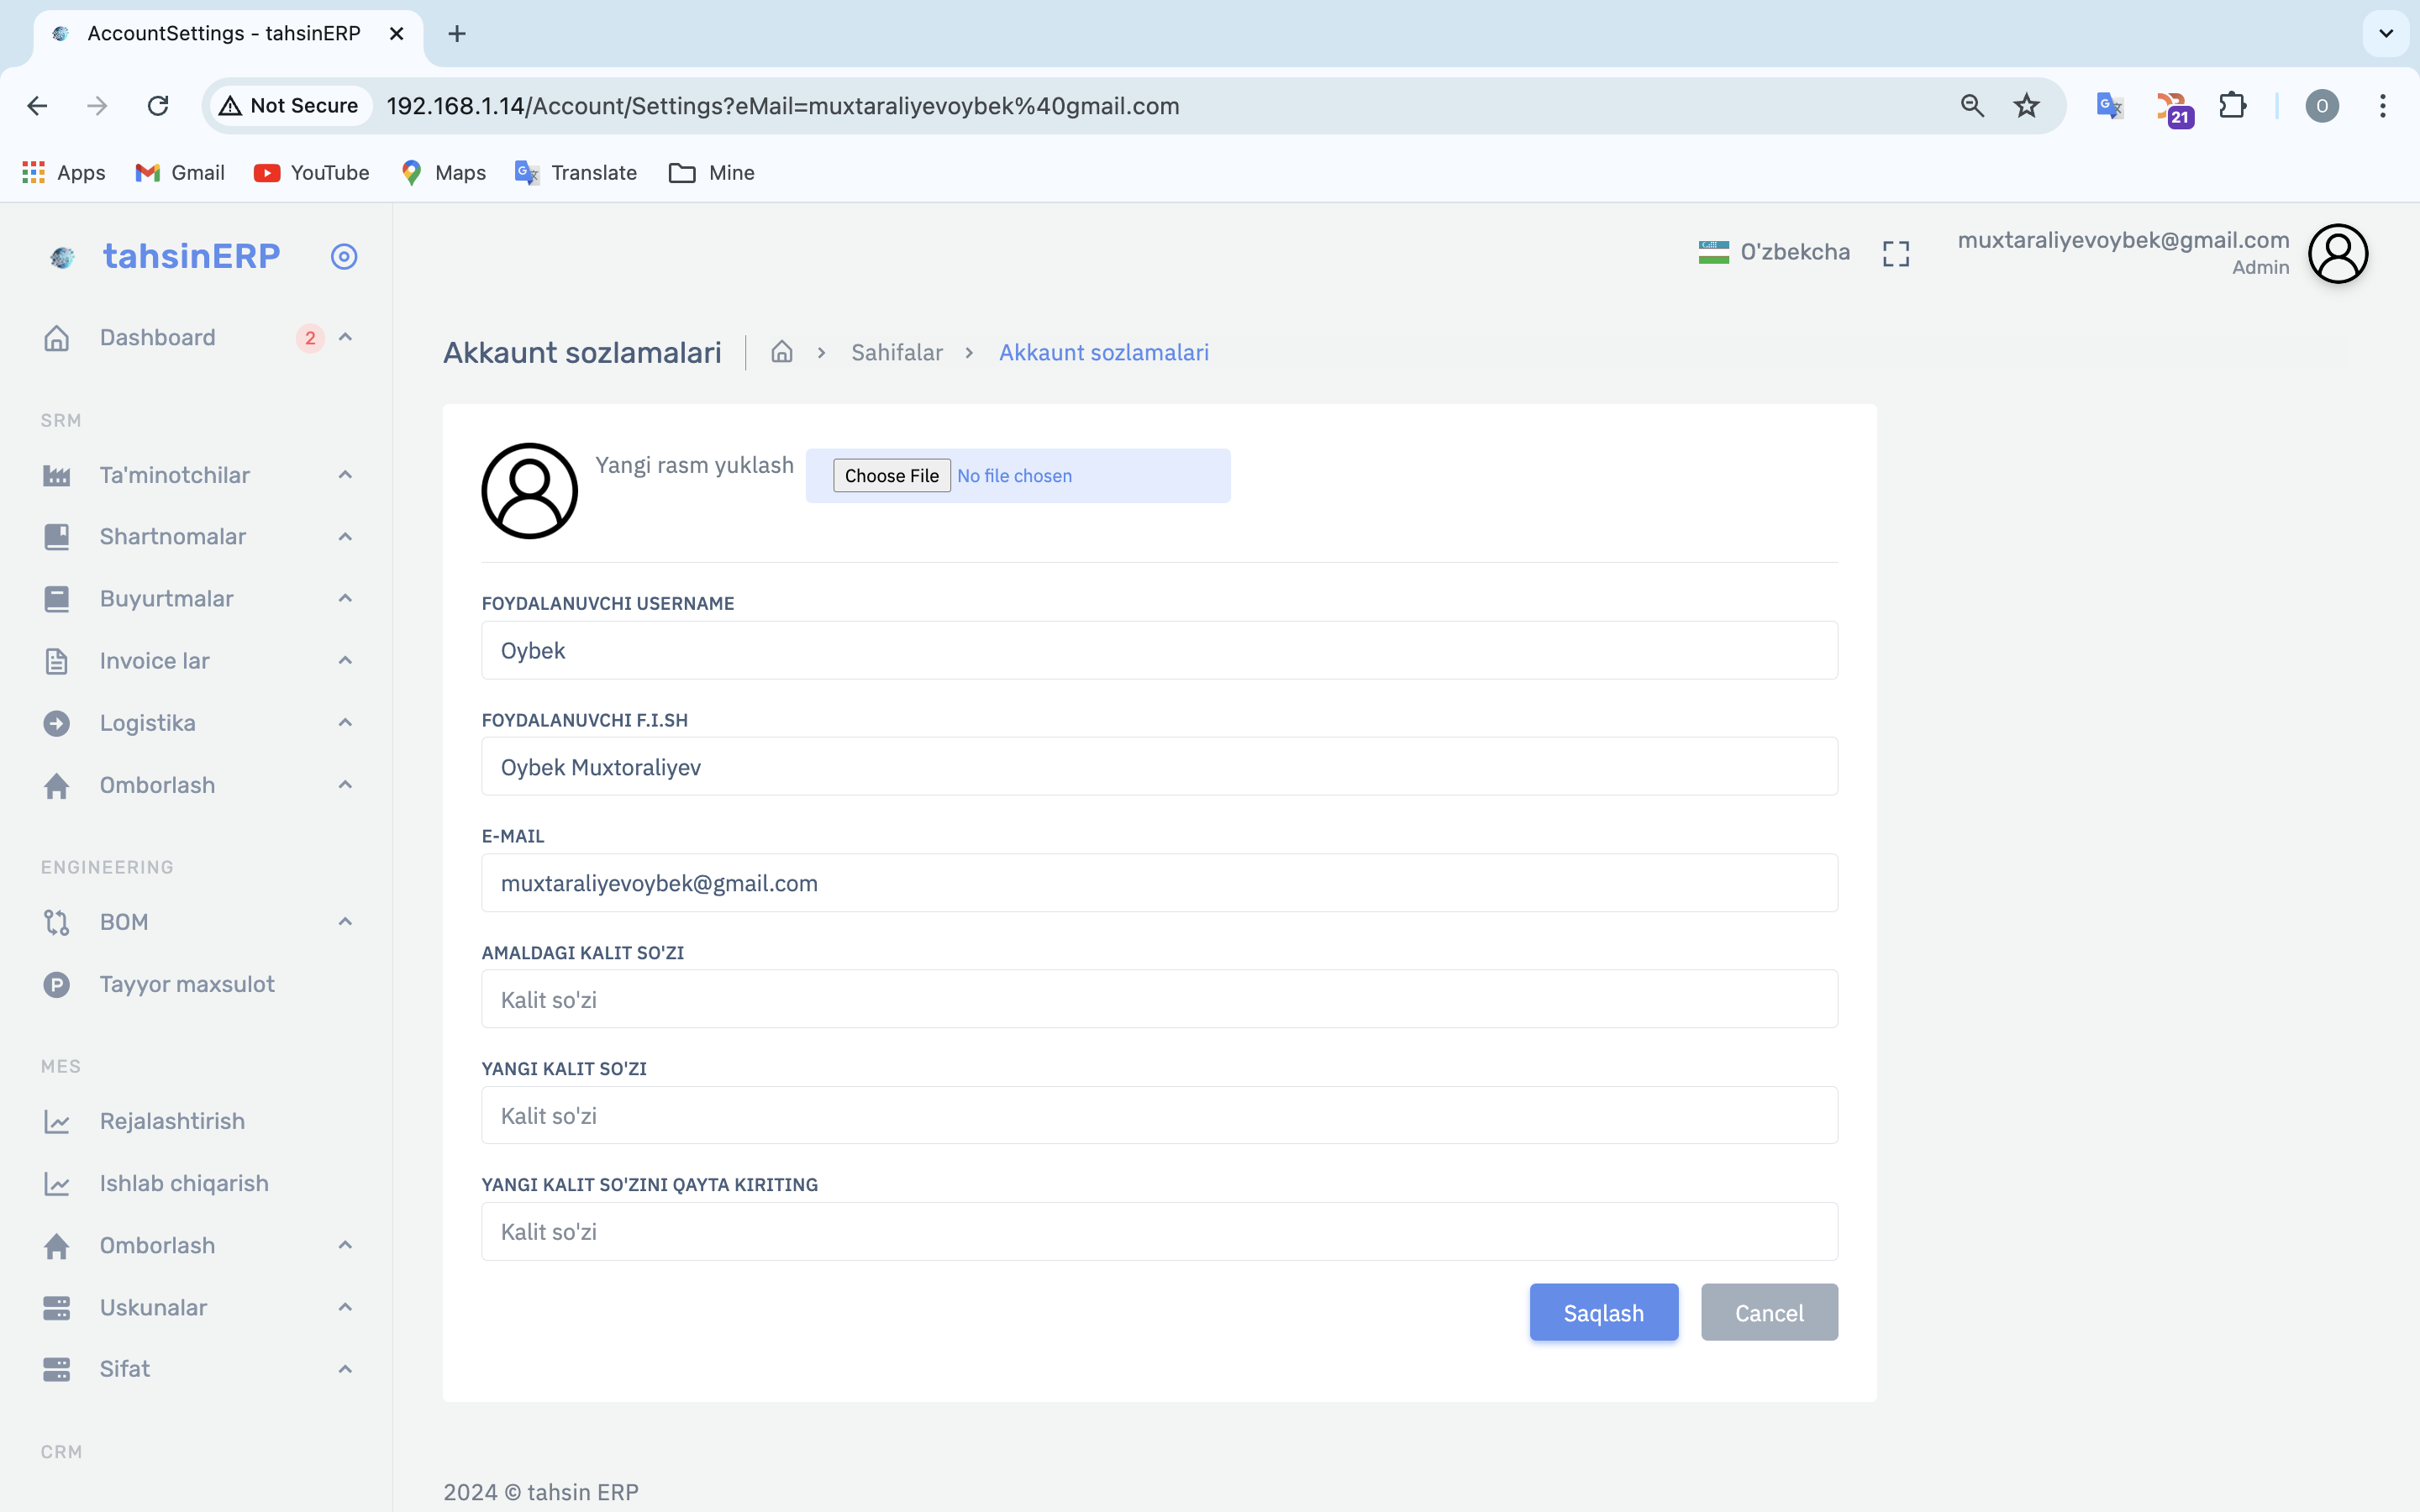 AccountSettings - tahsinERP
Not Secure
192.168.1.14/Account/Settings?eMail=muxtaraliyevoybek%40gmail.com
21
O
Apps
Gmail
YouTube
Maps
Translate
Mine
tahsinERP
O'zbekcha
muxtaraliyevoybek@gmail.com
Admin
Dashboard
2
SRM
Ta'minotchilar
Shartnomalar
Buyurtmalar
Invoice lar
Logistika
Omborlash
ENGINEERING
BOM
Tayyor maxsulot
MES
Rejalashtirish
Ishlab chiqarish
Omborlash
Uskunalar
Sifat
CRM
Akkaunt sozlamalari
Sahifalar
Akkaunt sozlamalari
Yangi rasm yuklash
Choose File No file chosen
FOYDALANUVCHI USERNAME
Oybek
FOYDALANUVCHI F.I.SH
Oybek Muxtoraliyev
E-MAIL
muxtaraliyevoybek@gmail.com
AMALDAGI KALIT SO'ZI
Kalit so'zi
YANGI KALIT SO'ZI
Kalit so'zi
YANGI KALIT SO'ZINI QAYTA KIRITING
Kalit so'zi
Saqlash
Cancel
2024 © tahsin ERP